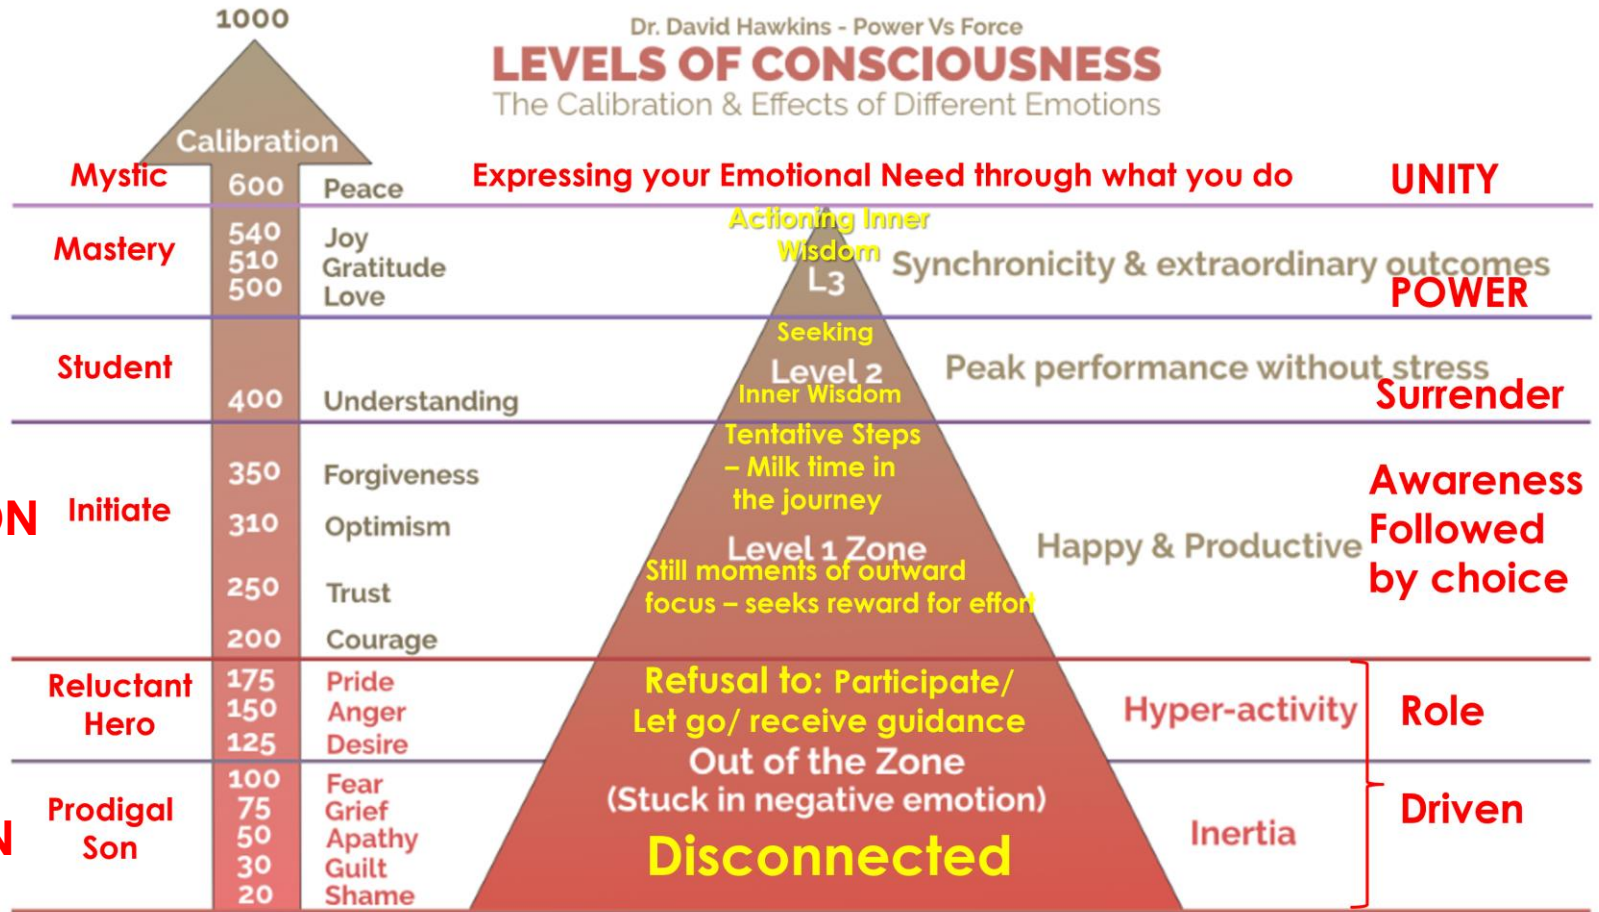 1000
Dr. David Hawkins - Power Vs Force
LEVELS OF CONSCIOUSNESS
The Calibration & Effects of Different Emotions
Calibration
Mystic
600 Peace
Expressing your Emotional Need through what you do
UNITY
Mastery
540 Joy
510 Gratitude
500 Love
Actioning Inner
Wisdom
L3
Synchronicity & extraordinary outcomes
POWER
Student
400 Understanding
Seeking
Level 2
Inner Wisdom
Peak performance without stress
Surrender
ON
Initiate
350 Forgiveness
310 Optimism
250 Trust
200 Courage
Tentative Steps
– Milk time in
the journey
Level 1 Zone
Still moments of outward
focus – seeks reward for effort
Happy & Productive
Awareness
Followed
by choice
Reluctant
Hero
175 Pride
150 Anger
125 Desire
Refusal to: Participate/
Let go/ receive guidance
Hyper-activity
Role
N
Prodigal
Son
100 Fear
75 Grief
50 Apathy
30 Guilt
20 Shame
Out of the Zone
(Stuck in negative emotion)
Disconnected
Inertia
Driven